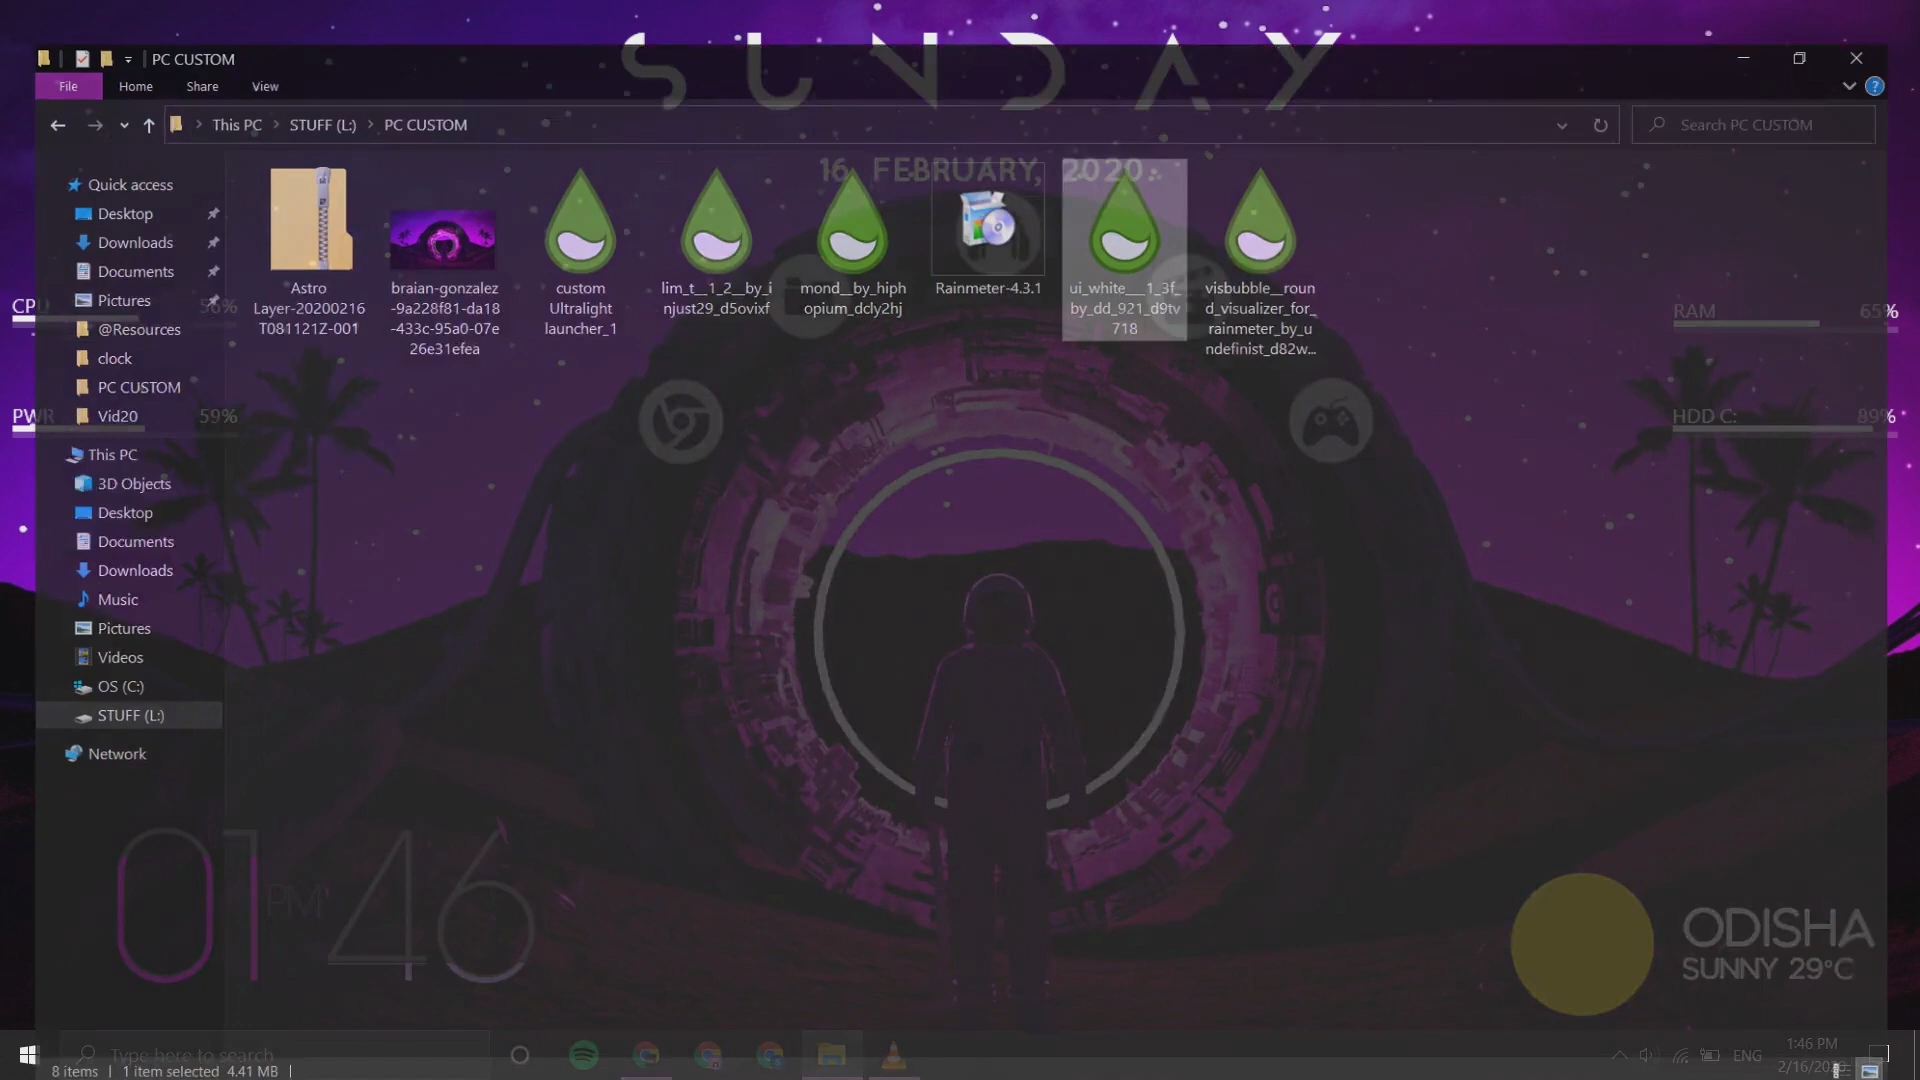 SUNDAY
PC CUSTOM
File Home Share View
This PC > STUFF (L:) > PC CUSTOM
Search PC CUSTOM
16 FEBRUARY, 2020.
Quick access
Desktop
Downloads
Documents
Pictures
@Resources
clock
PC CUSTOM
Vid20
This PC
3D Objects
Desktop
Documents
Downloads
Music
Pictures
Videos
OS (C:)
STUFF (L:)
Network
Astro
Layer-20200216
T081121Z-001
braian-gonzalez
-9a228f81-da18
-433c-95a0-07e
26e31efea
custom
Ultralight
launcher_1
lim_t__1_2__by_i
njust29_d5ovixf
mond__by_hiph
opium_dcly2hj
Rainmeter-4.3.1
ui_white___1_3f_
by_dd_921_d9tv
718
visbubble__roun
d_visualizer_for_
rainmeter_by_u
ndefinist_d82w...
CPU 56%
PWR 59%
RAM 65%
HDD C: 89%
01 PM 46
ODISHA
SUNNY 29°C
Type here to search
8 items | 1 item selected 4.41 MB |
ENG
1:46 PM